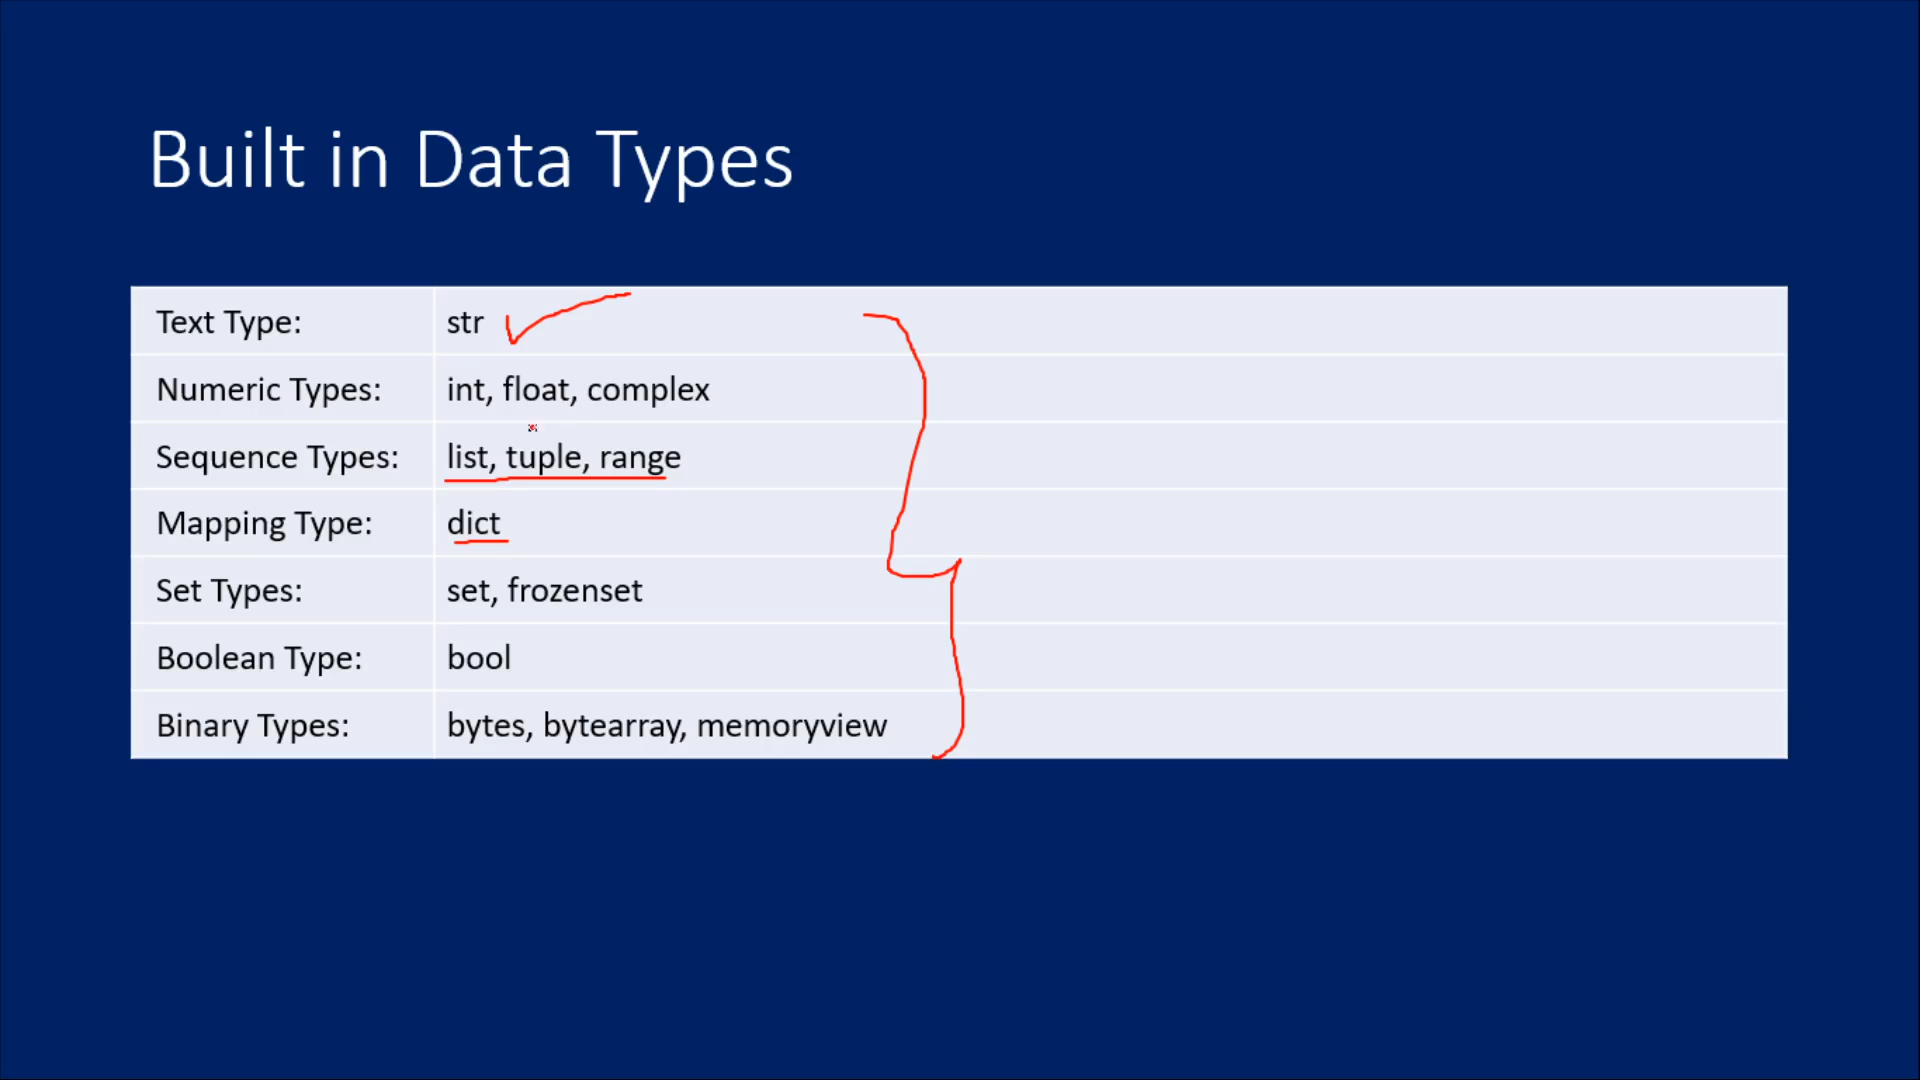 Built in Data Types
Text Type: str
Numeric Types: int, float, complex
Sequence Types: list, tuple, range
Mapping Type: dict
Set Types: set, frozenset
Boolean Type: bool
Binary Types: bytes, bytearray, memoryview